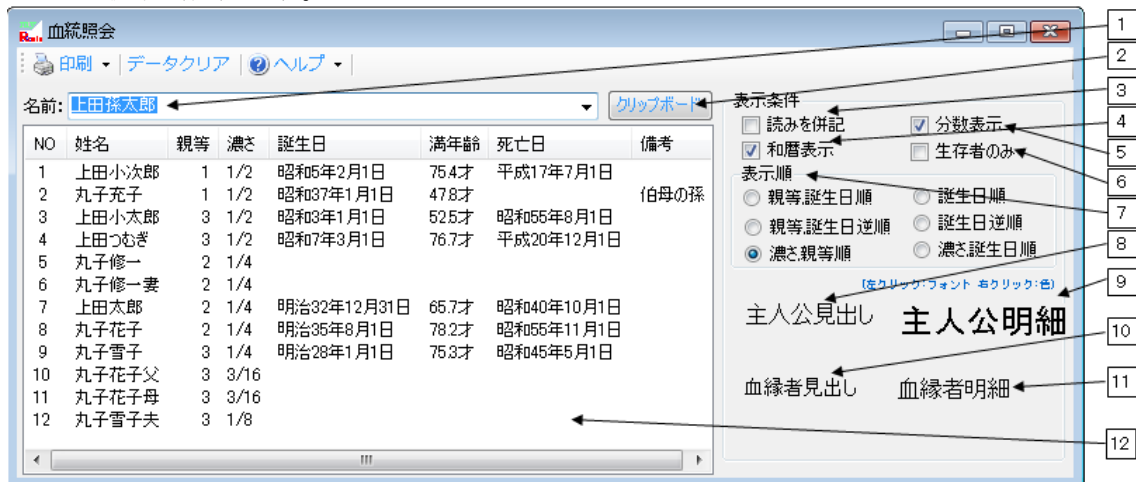 血統照会
印刷 データクリア ヘルプ
名前: 上田孫太郎 クリップボード
NO 姓名 親等 濃さ 誕生日 満年齢 死亡日 備考
1 上田小次郎 1 1/2 昭和5年2月1日 75.4才 平成17年7月1日
2 丸子充子 1 1/2 昭和37年1月1日 47.8才 伯母の孫
3 上田小太郎 3 1/2 昭和3年1月1日 52.5才 昭和55年8月1日
4 上田つむぎ 3 1/2 昭和7年3月1日 76.7才 平成20年12月1日
5 丸子修一 2 1/4
6 丸子修一妻 2 1/4
7 上田太郎 2 1/4 明治32年12月31日 65.7才 昭和40年10月1日
8 丸子花子 2 1/4 明治35年8月1日 78.2才 昭和55年11月1日
9 丸子雪子 3 1/4 明治28年1月1日 75.3才 昭和45年5月1日
10 丸子花子父 3 3/16
11 丸子花子母 3 3/16
12 丸子雪子夫 3 1/8
表示条件
読みを併記 分数表示
和暦表示 生存者のみ
表示順
親等,誕生日順 誕生日順
親等,誕生日逆順 誕生日逆順
濃さ,親等順 濃さ,誕生日順
(左クリック:フォント 右クリック:色)
主人公見出し 主人公明細
血縁者見出し 血縁者明細
1
2
3
4
5
6
7
8
9
10
11
12